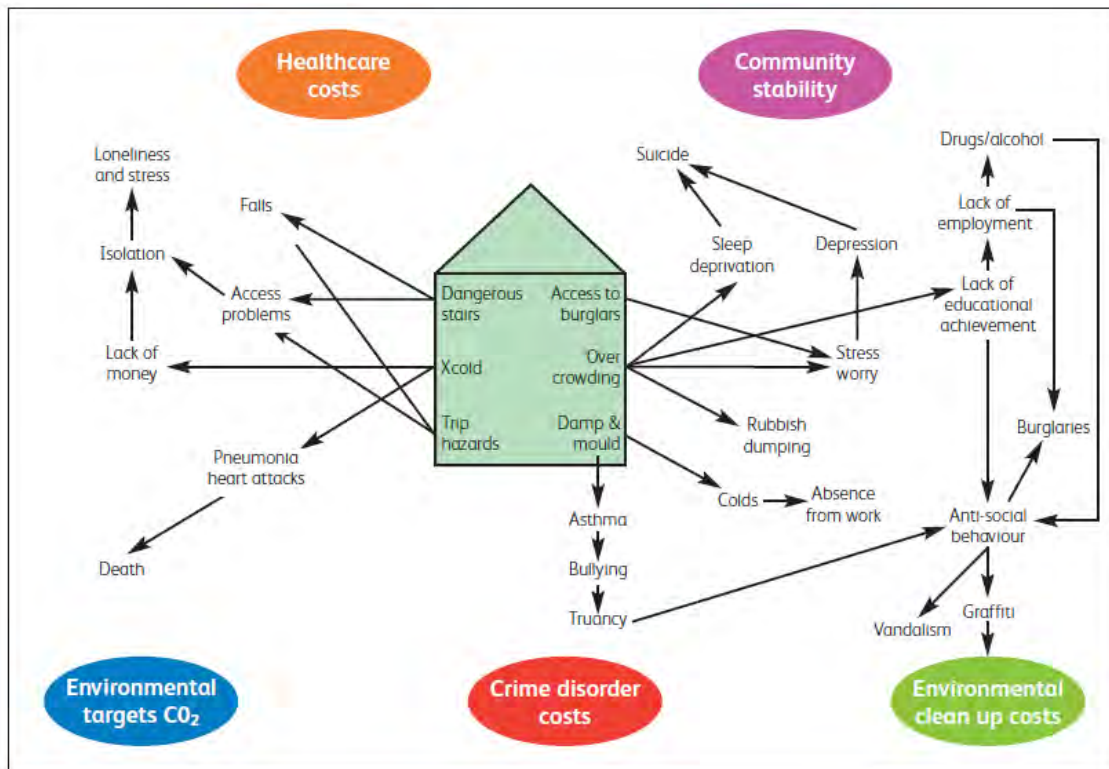 Healthcare
costs
Community
stability
Loneliness
and stress
Isolation
Lack of
money
Falls
Access
problems
Pneumonia
heart attacks
Death
Dangerous
stairs
Xcold
Trip
hazards
Access to
burglars
Over
crowding
Damp &
mould
Suicide
Sleep
deprivation
Depression
Stress
worry
Rubbish
dumping
Colds
Absence
from work
Asthma
Bullying
Truancy
Drugs/alcohol
Lack of
employment
Lack of
educational
achievement
Burglaries
Anti-social
behaviour
Vandalism
Graffiti
Environmental
targets C0₂
Crime disorder
costs
Environmental
clean up costs